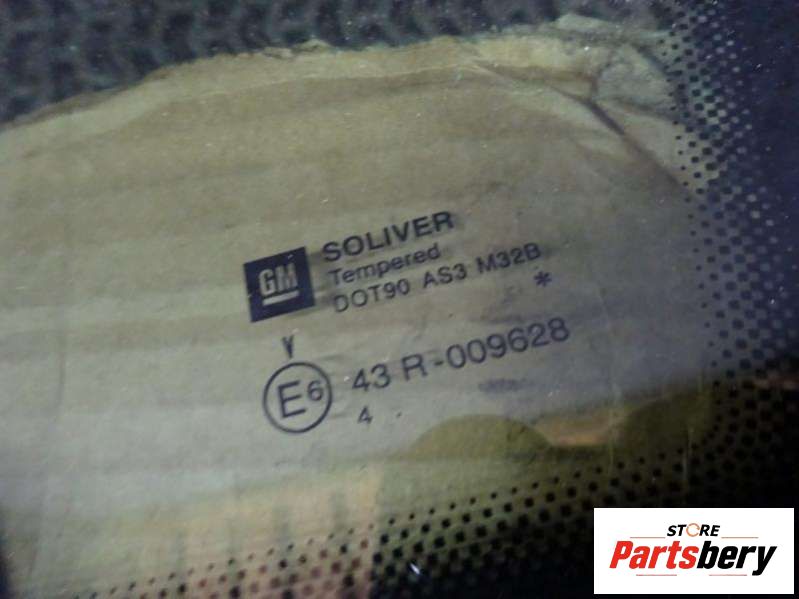 GM
SOLIVER
Tempered
DOT90 AS3 M32B
*
V
E6
43 R-009628
4
STORE
Partsbery